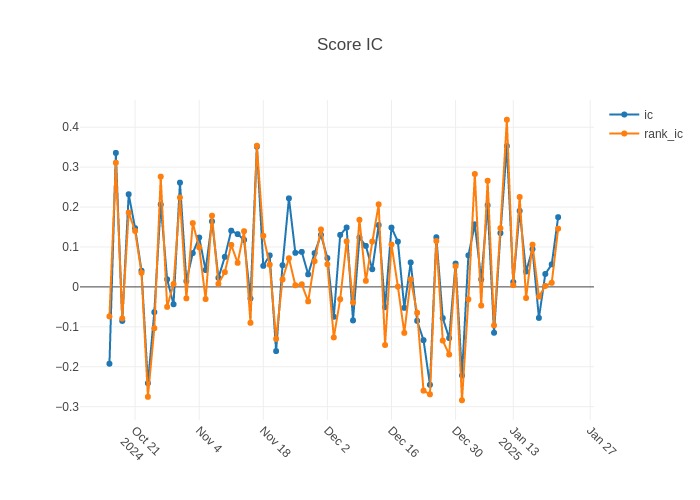 Score IC
ic
rank_ic
0.4
0.3
0.2
0.1
0
−0.1
−0.2
−0.3
Oct 21
2024
Nov 4
Nov 18
Dec 2
Dec 16
Dec 30
Jan 13
2025
Jan 27